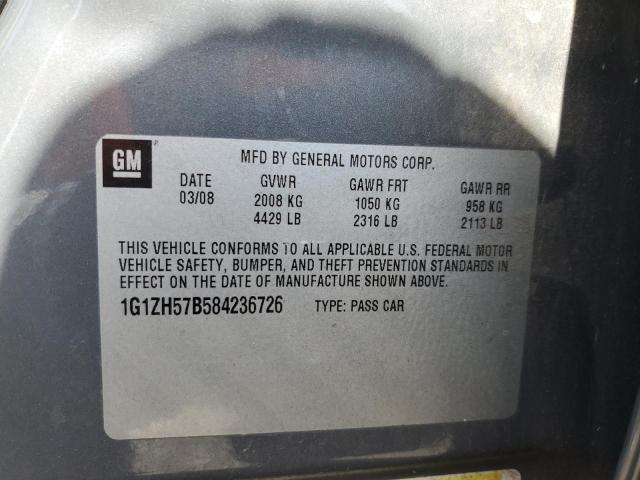 GM
MFD BY GENERAL MOTORS CORP.
DATE GVWR GAWR FRT GAWR RR
03/08 2008 KG 1050 KG 958 KG
4429 LB 2316 LB 2113 LB
THIS VEHICLE CONFORMS TO ALL APPLICABLE U.S. FEDERAL MOTOR
VEHICLE SAFETY, BUMPER, AND THEFT PREVENTION STANDARDS IN
EFFECT ON THE DATE OF MANUFACTURE SHOWN ABOVE.
1G1ZH57B584236726 TYPE: PASS CAR